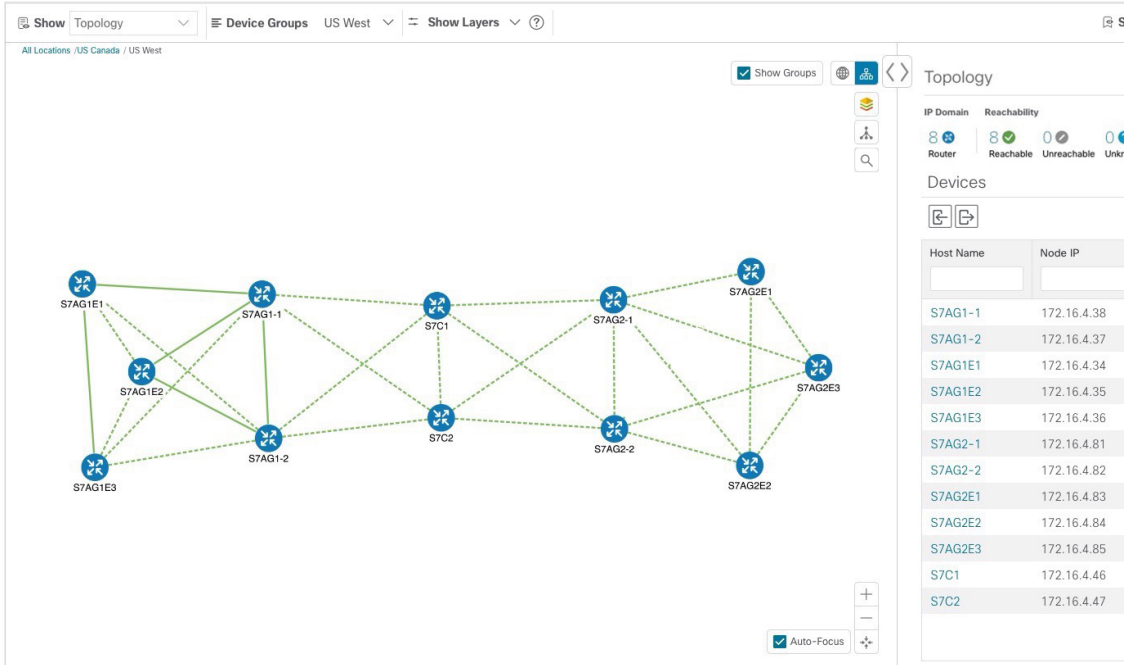 Show Topology Device Groups US West Show Layers ? S
All Locations /US Canada / US West
Show Groups
S7AG1E1
S7AG1-1
S7AG1E2
S7AG1-2
S7AG1E3
S7C1
S7C2
S7AG2-1
S7AG2-2
S7AG2E1
S7AG2E3
S7AG2E2
Auto-Focus
Topology
IP Domain Reachability
8 8 0 0
Router Reachable Unreachable Unkn
Devices
Host Name Node IP
S7AG1-1 172.16.4.38
S7AG1-2 172.16.4.37
S7AG1E1 172.16.4.34
S7AG1E2 172.16.4.35
S7AG1E3 172.16.4.36
S7AG2-1 172.16.4.81
S7AG2-2 172.16.4.82
S7AG2E1 172.16.4.83
S7AG2E2 172.16.4.84
S7AG2E3 172.16.4.85
S7C1 172.16.4.46
S7C2 172.16.4.47